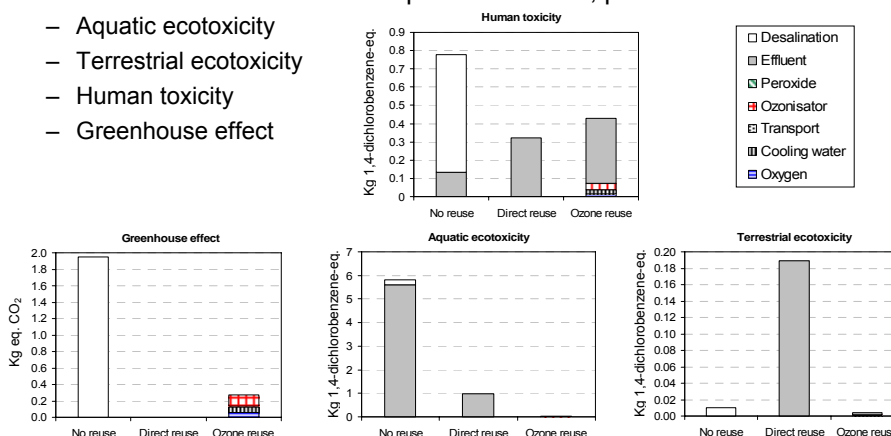 – Aquatic ecotoxicity
– Terrestrial ecotoxicity
– Human toxicity
– Greenhouse effect
Human toxicity
Kg 1,4-dichlorobenzene-eq.
0.9
0.8
0.7
0.6
0.5
0.4
0.3
0.2
0.1
0
No reuse Direct reuse Ozone reuse
Desalination
Effluent
Peroxide
Ozonisator
Transport
Cooling water
Oxygen
Greenhouse effect
Kg eq. CO₂
2.0
1.8
1.6
1.4
1.2
1.0
0.8
0.6
0.4
0.2
0.0
No reuse Direct reuse Ozone reuse
Aquatic ecotoxicity
Kg 1,4-dichlorobenzene-eq.
7
6
5
4
3
2
1
0
No reuse Direct reuse Ozone reuse
Terrestrial ecotoxicity
Kg 1,4-dichlorobenzene-eq.
0.20
0.18
0.16
0.14
0.12
0.10
0.08
0.06
0.04
0.02
0.00
No reuse Direct reuse Ozone reuse